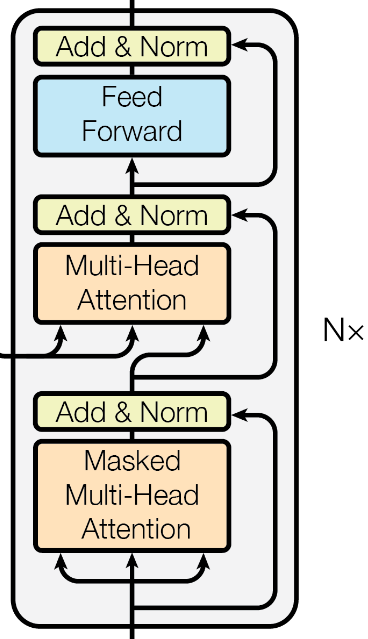 Add & Norm
Feed
Forward
Add & Norm
Multi-Head
Attention
N×
Add & Norm
Masked
Multi-Head
Attention